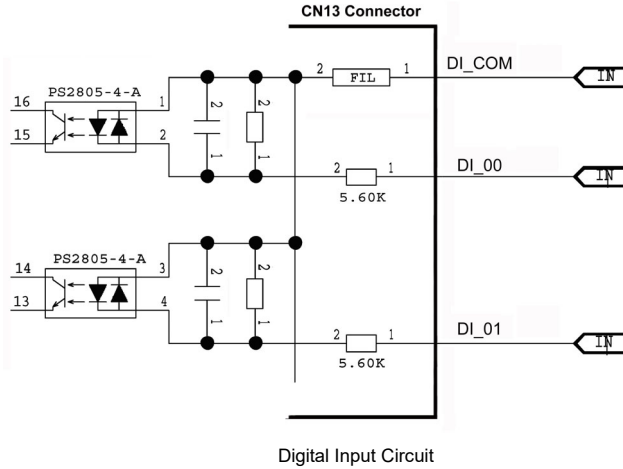 CN13 Connector
2 FIL 1 DI_COM IN
PS2805-4-A
16 1
2 2
15 2
1 1
2 1 DI_00 IN
5.60K
PS2805-4-A
14 3
2 2
13 4
1 1
2 1 DI_01 IN
5.60K
Digital Input Circuit